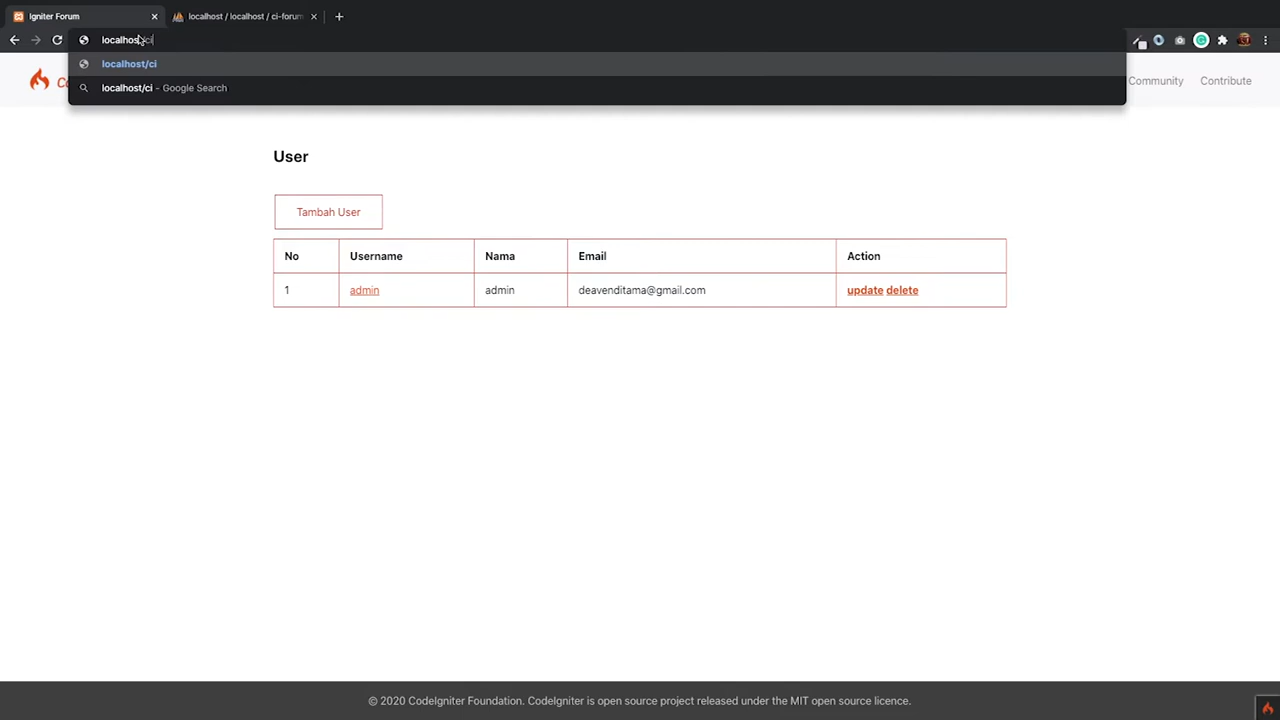 Igniter Forum
localhost / localhost / ci-forum
localhost/ci
localhost/ci
localhost/ci - Google Search
Community
Contribute
User
Tambah User
No Username Nama Email Action
1 admin admin deavenditama@gmail.com update delete
© 2020 CodeIgniter Foundation. CodeIgniter is open source project released under the MIT open source licence.